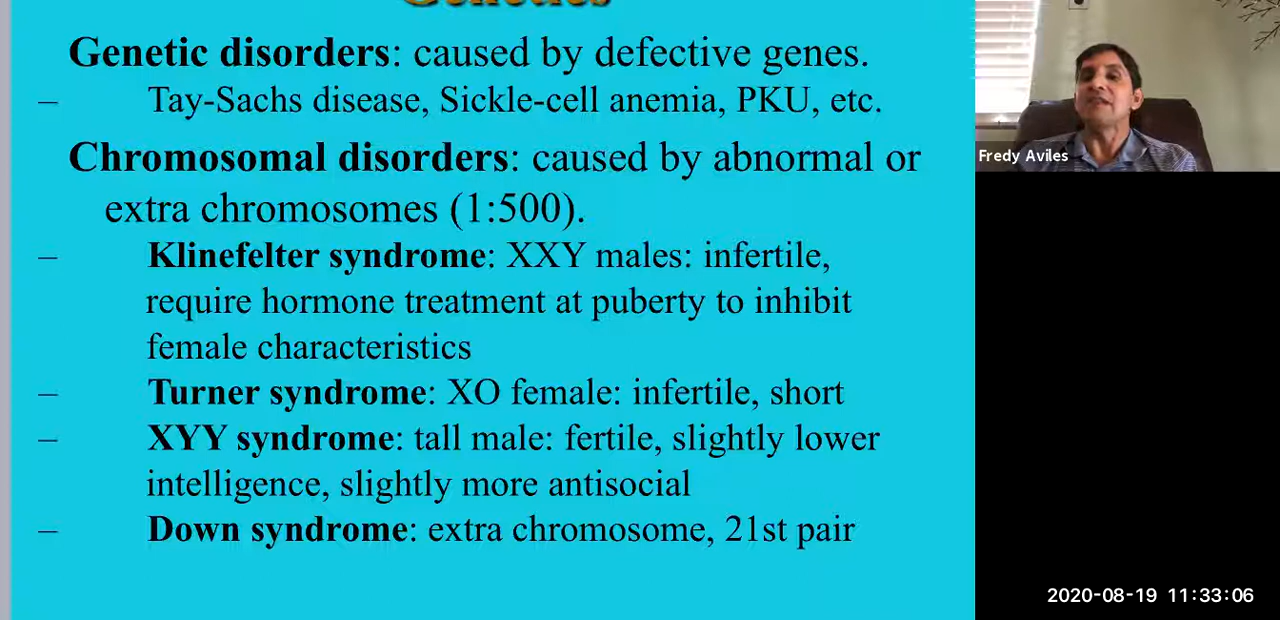 Genetics
Genetic disorders: caused by defective genes.
– Tay-Sachs disease, Sickle-cell anemia, PKU, etc.
Chromosomal disorders: caused by abnormal or
extra chromosomes (1:500).
– Klinefelter syndrome: XXY males: infertile,
require hormone treatment at puberty to inhibit
female characteristics
– Turner syndrome: XO female: infertile, short
– XYY syndrome: tall male: fertile, slightly lower
intelligence, slightly more antisocial
– Down syndrome: extra chromosome, 21st pair
Fredy Aviles
2020-08-19 11:33:06